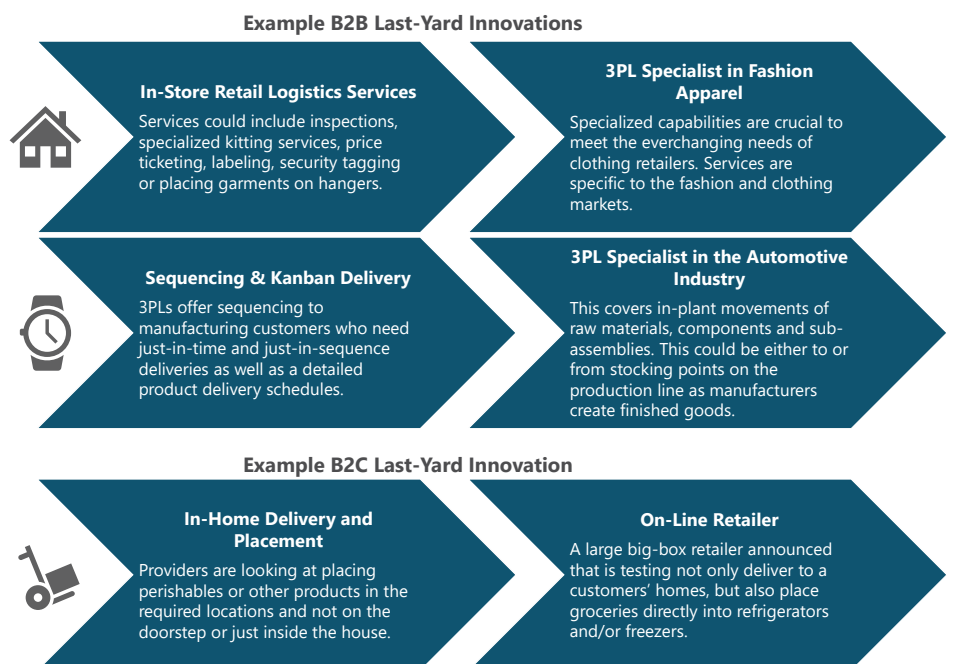 Example B2B Last-Yard Innovations
In-Store Retail Logistics Services
Services could include inspections,
specialized kitting services, price
ticketing, labeling, security tagging
or placing garments on hangers.
3PL Specialist in Fashion
Apparel
Specialized capabilities are crucial to
meet the everchanging needs of
clothing retailers. Services are
specific to the fashion and clothing
markets.
Sequencing & Kanban Delivery
3PLs offer sequencing to
manufacturing customers who need
just-in-time and just-in-sequence
deliveries as well as a detailed
product delivery schedules.
3PL Specialist in the Automotive
Industry
This covers in-plant movements of
raw materials, components and sub-
assemblies. This could be either to or
from stocking points on the
production line as manufacturers
create finished goods.
Example B2C Last-Yard Innovation
In-Home Delivery and
Placement
Providers are looking at placing
perishables or other products in the
required locations and not on the
doorstep or just inside the house.
On-Line Retailer
A large big-box retailer announced
that is testing not only deliver to a
customers’ homes, but also place
groceries directly into refrigerators
and/or freezers.